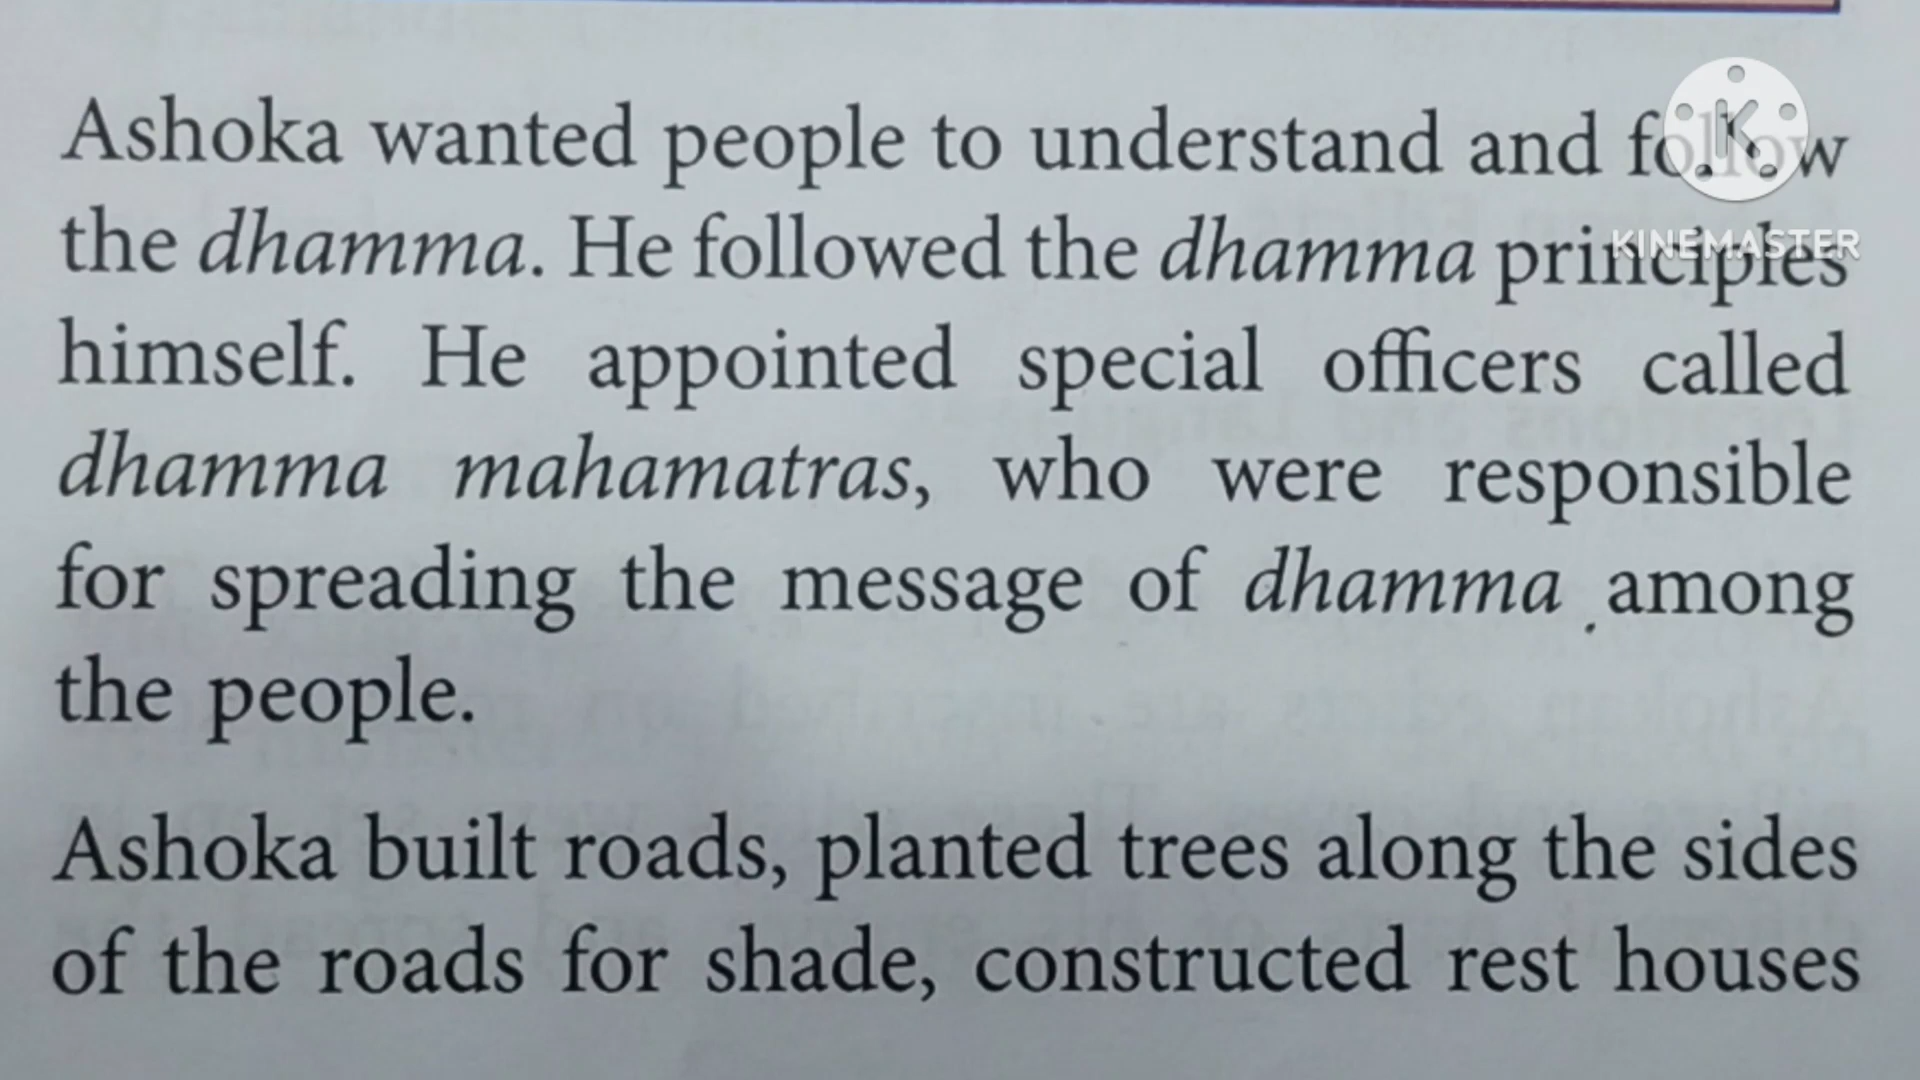 Ashoka wanted people to understand and follow
the dhamma. He followed the dhamma principles
himself. He appointed special officers called
dhamma mahamatras, who were responsible
for spreading the message of dhamma among
the people.
Ashoka built roads, planted trees along the sides
of the roads for shade, constructed rest houses
K
KINEMASTER